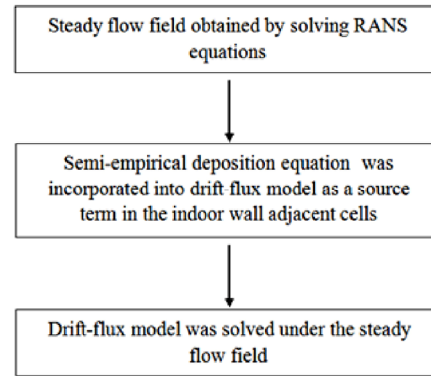 Steady flow field obtained by solving RANS
equations
Semi-empirical deposition equation was
incorporated into drift-flux model as a source
term in the indoor wall adjacent cells
Drift-flux model was solved under the steady
flow field